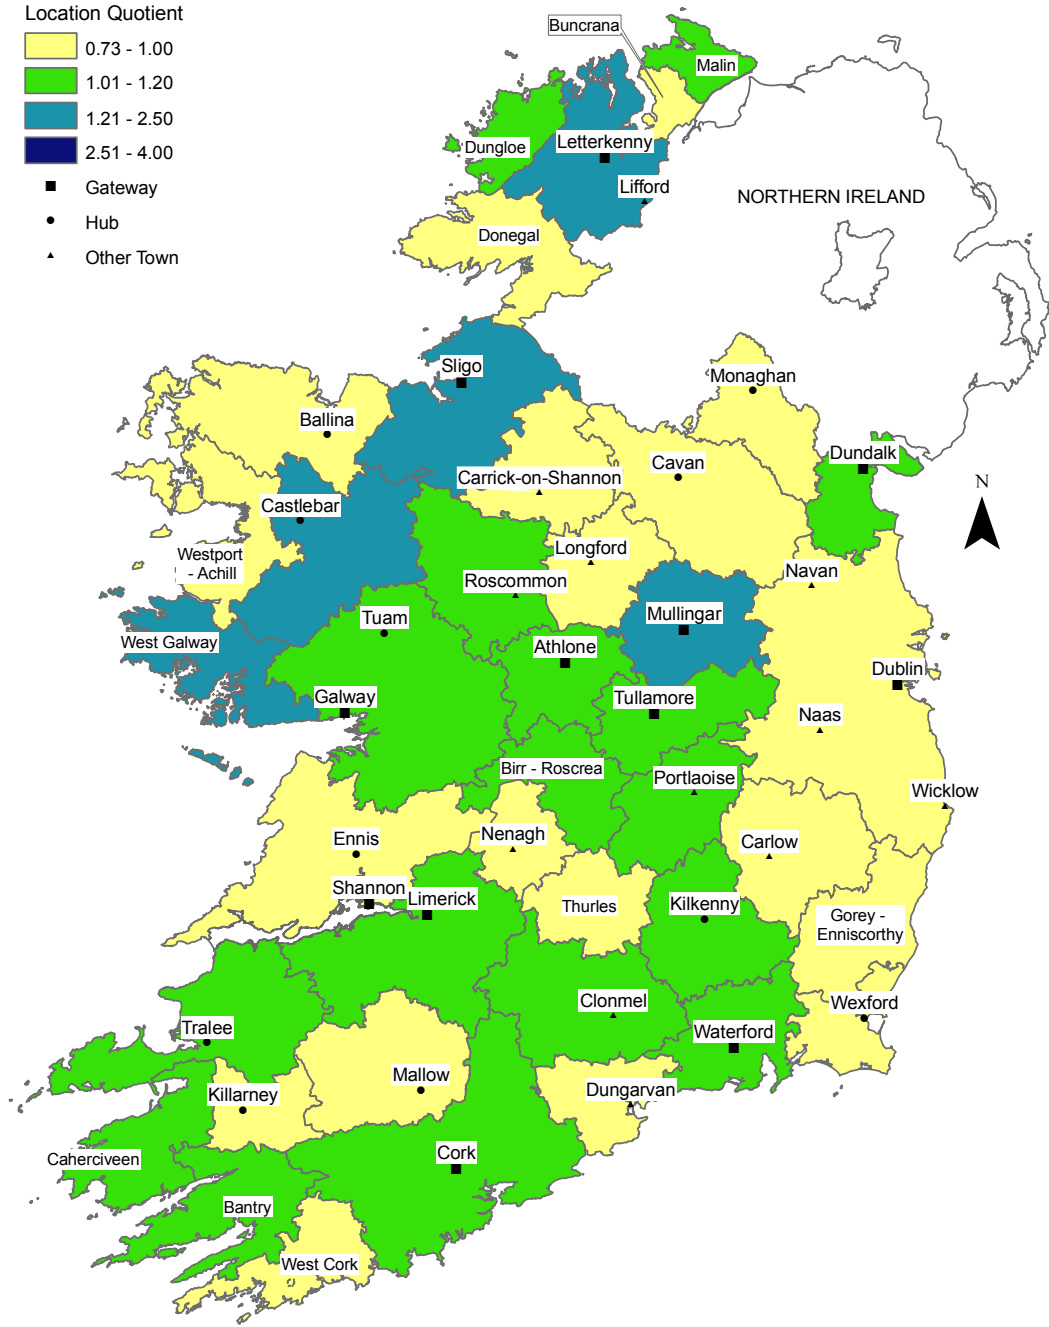 Location Quotient
0.73 - 1.00
1.01 - 1.20
1.21 - 2.50
2.51 - 4.00
Gateway
Hub
Other Town
Buncrana
Malin
Dungloe
Letterkenny
Lifford
NORTHERN IRELAND
Donegal
Sligo
Monaghan
Ballina
Dundalk
Cavan
Carrick-on-Shannon
N
Castlebar
Longford
Westport
- Achill
Navan
Roscommon
Mullingar
Tuam
West Galway
Athlone
Dublin
Galway
Tullamore
Naas
Birr - Roscrea
Portlaoise
Wicklow
Ennis
Nenagh
Carlow
Shannon
Limerick
Thurles
Kilkenny
Gorey -
Enniscorthy
Clonmel
Wexford
Tralee
Waterford
Mallow
Killarney
Dungarvan
Caherciveen
Cork
Bantry
West Cork